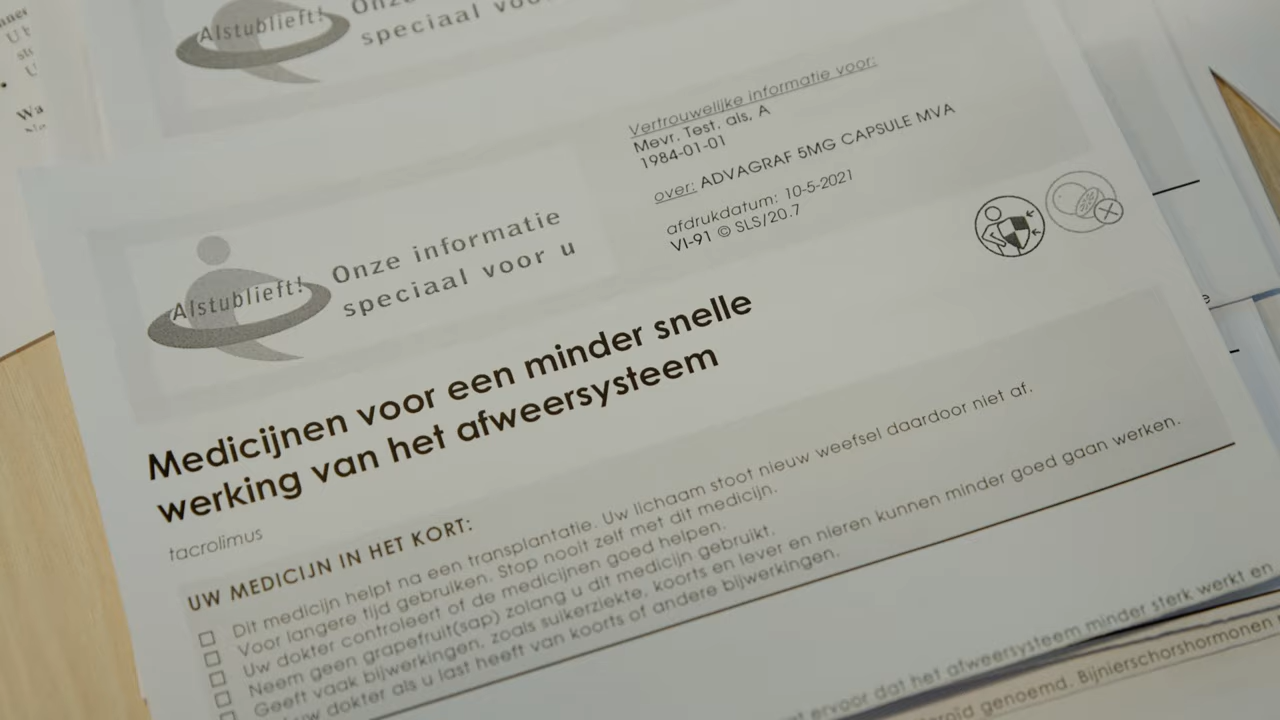 Alstublieft!
Onze
speciaal voo
Wa
Alstublieft!
Onze informatie
speciaal voor u
Vertrouwelijke informatie voor:
Mevr. Test. als, A
1984-01-01
over: ADVAGRAF 5MG CAPSULE MVA
afdrukdatum: 10-5-2021
VI-91 © SLS/20.7
Medicijnen voor een minder snelle
werking van het afweersysteem
tacrolimus
UW MEDICIJN IN HET KORT:
Dit medicijn helpt na een transplantatie. Uw lichaam stoot nieuw weefsel daardoor niet af.
Voor langere tijd gebruiken. Stop nooit zelf met dit medicijn.
Uw dokter controleert of de medicijnen goed helpen.
Neem geen grapefruit(sap) zolang u dit medicijn gebruikt.
Geeft vaak bijwerkingen, zoals suikerziekte, koorts en lever en nieren kunnen minder goed gaan werken.
uw dokter als u last heeft van koorts of andere bijwerkingen.
ervoor dat het afweersysteem minder sterk werkt en
genoemd. Bijnierschorshormonen